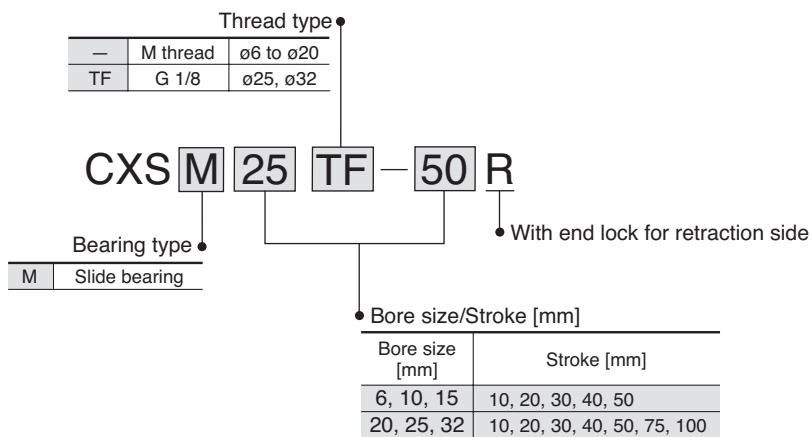 Thread type
— M thread ø6 to ø20
TF G 1/8 ø25, ø32
CXS M 25 TF — 50 R
With end lock for retraction side
Bearing type
M Slide bearing
Bore size/Stroke [mm]
Bore size [mm] Stroke [mm]
6, 10, 15 10, 20, 30, 40, 50
20, 25, 32 10, 20, 30, 40, 50, 75, 100